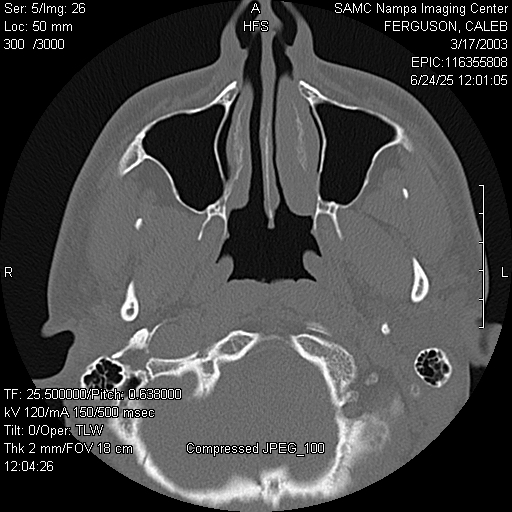 Ser: 5/Img: 26
Loc: 50 mm
300 /3000
A
HFS
SAMC Nampa Imaging Center
FERGUSON, CALEB
3/17/2003
EPIC:116355808
6/24/25 12:01:05
R
L
TF: 25.500000/Pitch: 0.638000
kV 120/mA 150/500 msec
Tilt: 0/Oper: TLW
Thk 2 mm/FOV 18 cm
12:04:26
Compressed JPEG_100